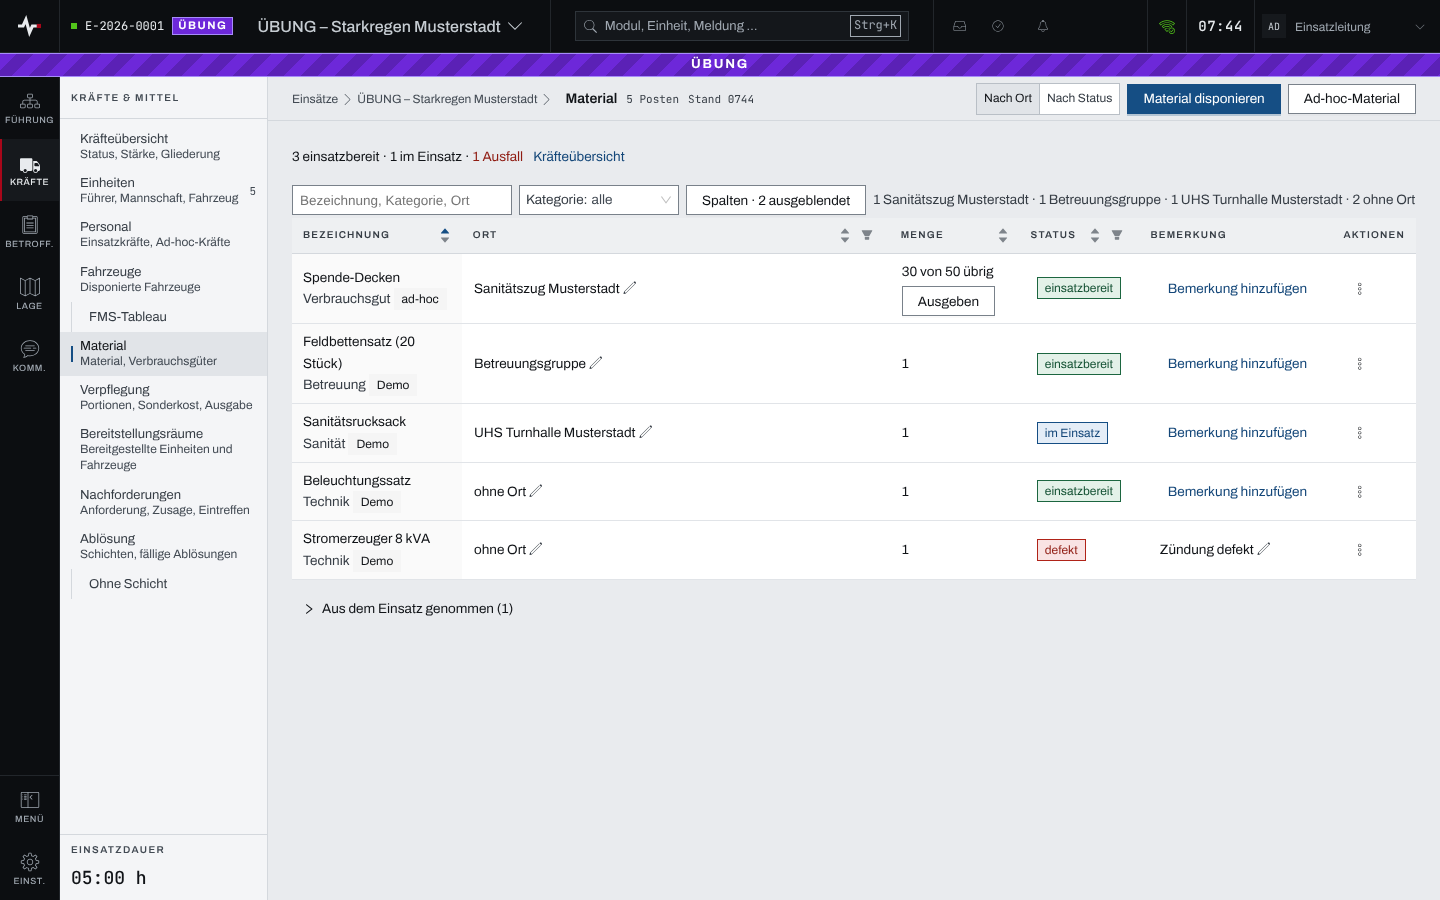 E-2026-0001 ÜBUNG ÜBUNG – Starkregen Musterstadt Modul, Einheit, Meldung ... Strg+K 07:44 AD Einsatzleitung
ÜBUNG
FÜHRUNG
KRÄFTE
BETROFF.
LAGE
KOMM.
MENÜ
EINST.
KRÄFTE & MITTEL
Kräfteübersicht
Status, Stärke, Gliederung
Einheiten
Führer, Mannschaft, Fahrzeug 5
Personal
Einsatzkräfte, Ad-hoc-Kräfte
Fahrzeuge
Disponierte Fahrzeuge
FMS-Tableau
Material
Material, Verbrauchsgüter
Verpflegung
Portionen, Sonderkost, Ausgabe
Bereitstellungsräume
Bereitgestellte Einheiten und
Fahrzeuge
Nachforderungen
Anforderung, Zusage, Eintreffen
Ablösung
Schichten, fällige Ablösungen
Ohne Schicht
EINSATZDAUER
05:00 h
Einsätze ÜBUNG – Starkregen Musterstadt Material 5 Posten Stand 0744 Nach Ort Nach Status Material disponieren Ad-hoc-Material
3 einsatzbereit · 1 im Einsatz · 1 Ausfall Kräfteübersicht
Bezeichnung, Kategorie, Ort Kategorie: alle Spalten · 2 ausgeblendet 1 Sanitätszug Musterstadt · 1 Betreuungsgruppe · 1 UHS Turnhalle Musterstadt · 2 ohne Ort
BEZEICHNUNG ORT MENGE STATUS BEMERKUNG AKTIONEN
Spende-Decken
Verbrauchsgut ad-hoc Sanitätszug Musterstadt 30 von 50 übrig Ausgeben einsatzbereit Bemerkung hinzufügen
Feldbettensatz (20
Stück)
Betreuung Demo Betreuungsgruppe 1 einsatzbereit Bemerkung hinzufügen
Sanitätsrucksack
Sanität Demo UHS Turnhalle Musterstadt 1 im Einsatz Bemerkung hinzufügen
Beleuchtungssatz
Technik Demo ohne Ort 1 einsatzbereit Bemerkung hinzufügen
Stromerzeuger 8 kVA
Technik Demo ohne Ort 1 defekt Zündung defekt
Aus dem Einsatz genommen (1)